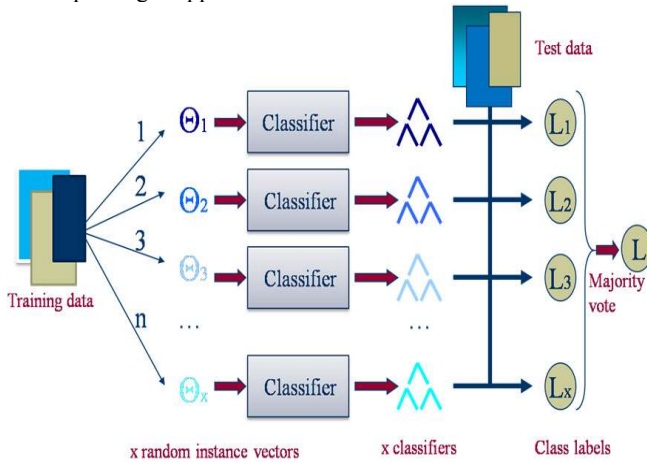 Test data
1
Θ1
Classifier
L1
2
Θ2
Classifier
L2
3
Θ3
Classifier
L3
L
Majority
vote
Training data
n
...
...
Θx
Classifier
Lx
x random instance vectors
x classifiers
Class labels